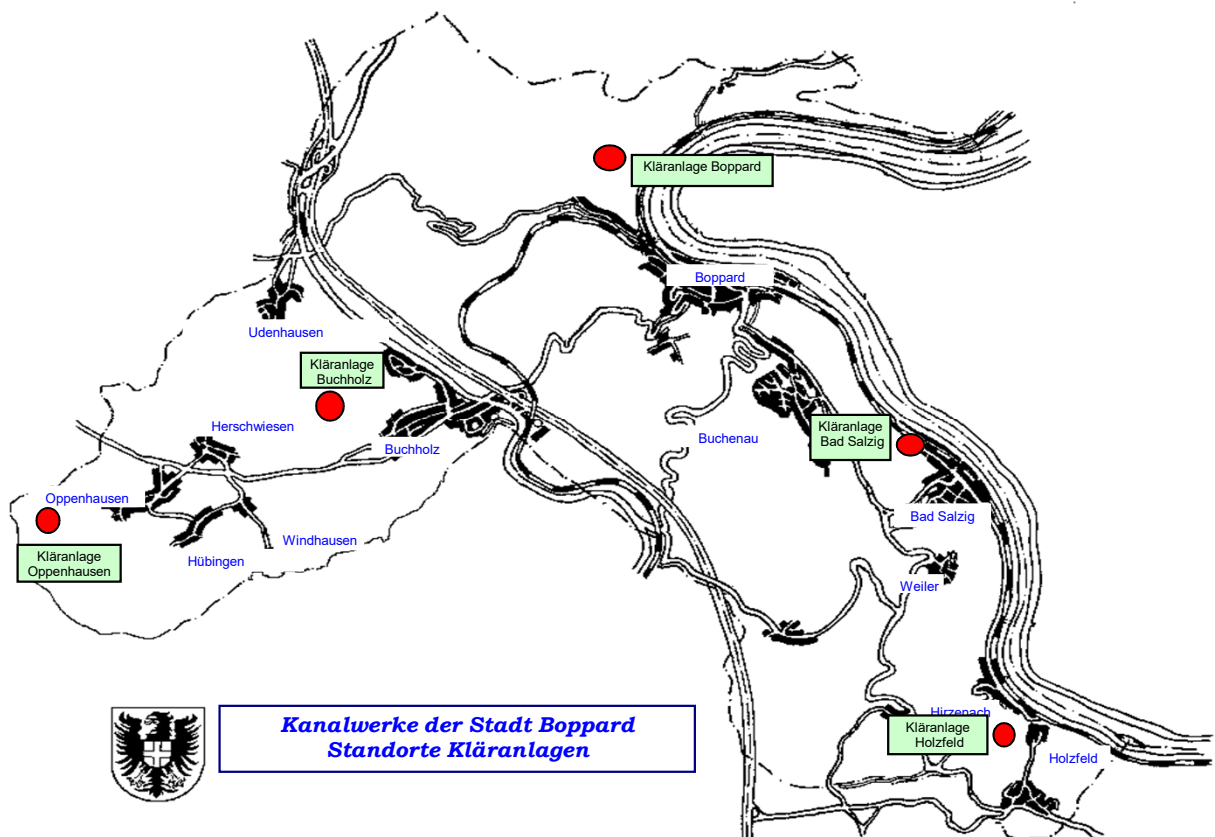 Kläranlage Boppard
Boppard
Udenhausen
Kläranlage
Buchholz
Herschwiesen
Buchholz
Buchenau
Kläranlage
Bad Salzig
Oppenhausen
Bad Salzig
Windhausen
Hübingen
Kläranlage
Oppenhausen
Weiler
Hirzenach
Kläranlage
Holzfeld
Holzfeld
Kanalwerke der Stadt Boppard
Standorte Kläranlagen